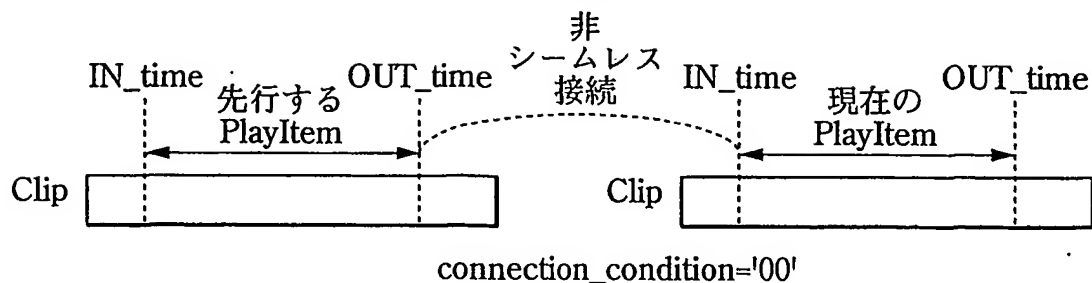 非
シームレス
接続
IN_time
OUT_time
IN_time
OUT_time
先行する
PlayItem
現在の
PlayItem
Clip
Clip
connection_condition='00'